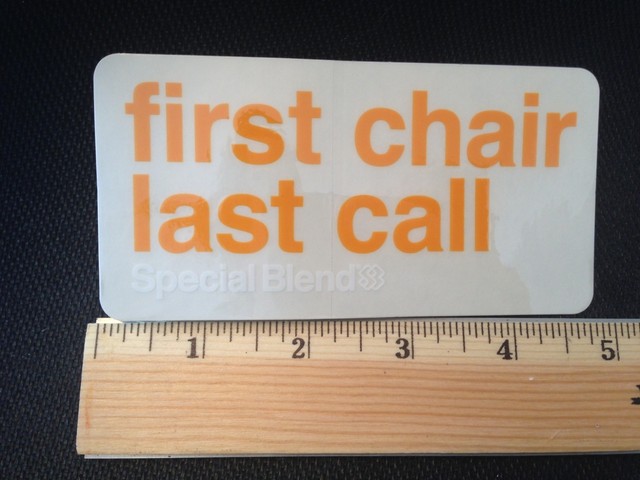 first chair
last call
Special Blend
1 2 3 4 5